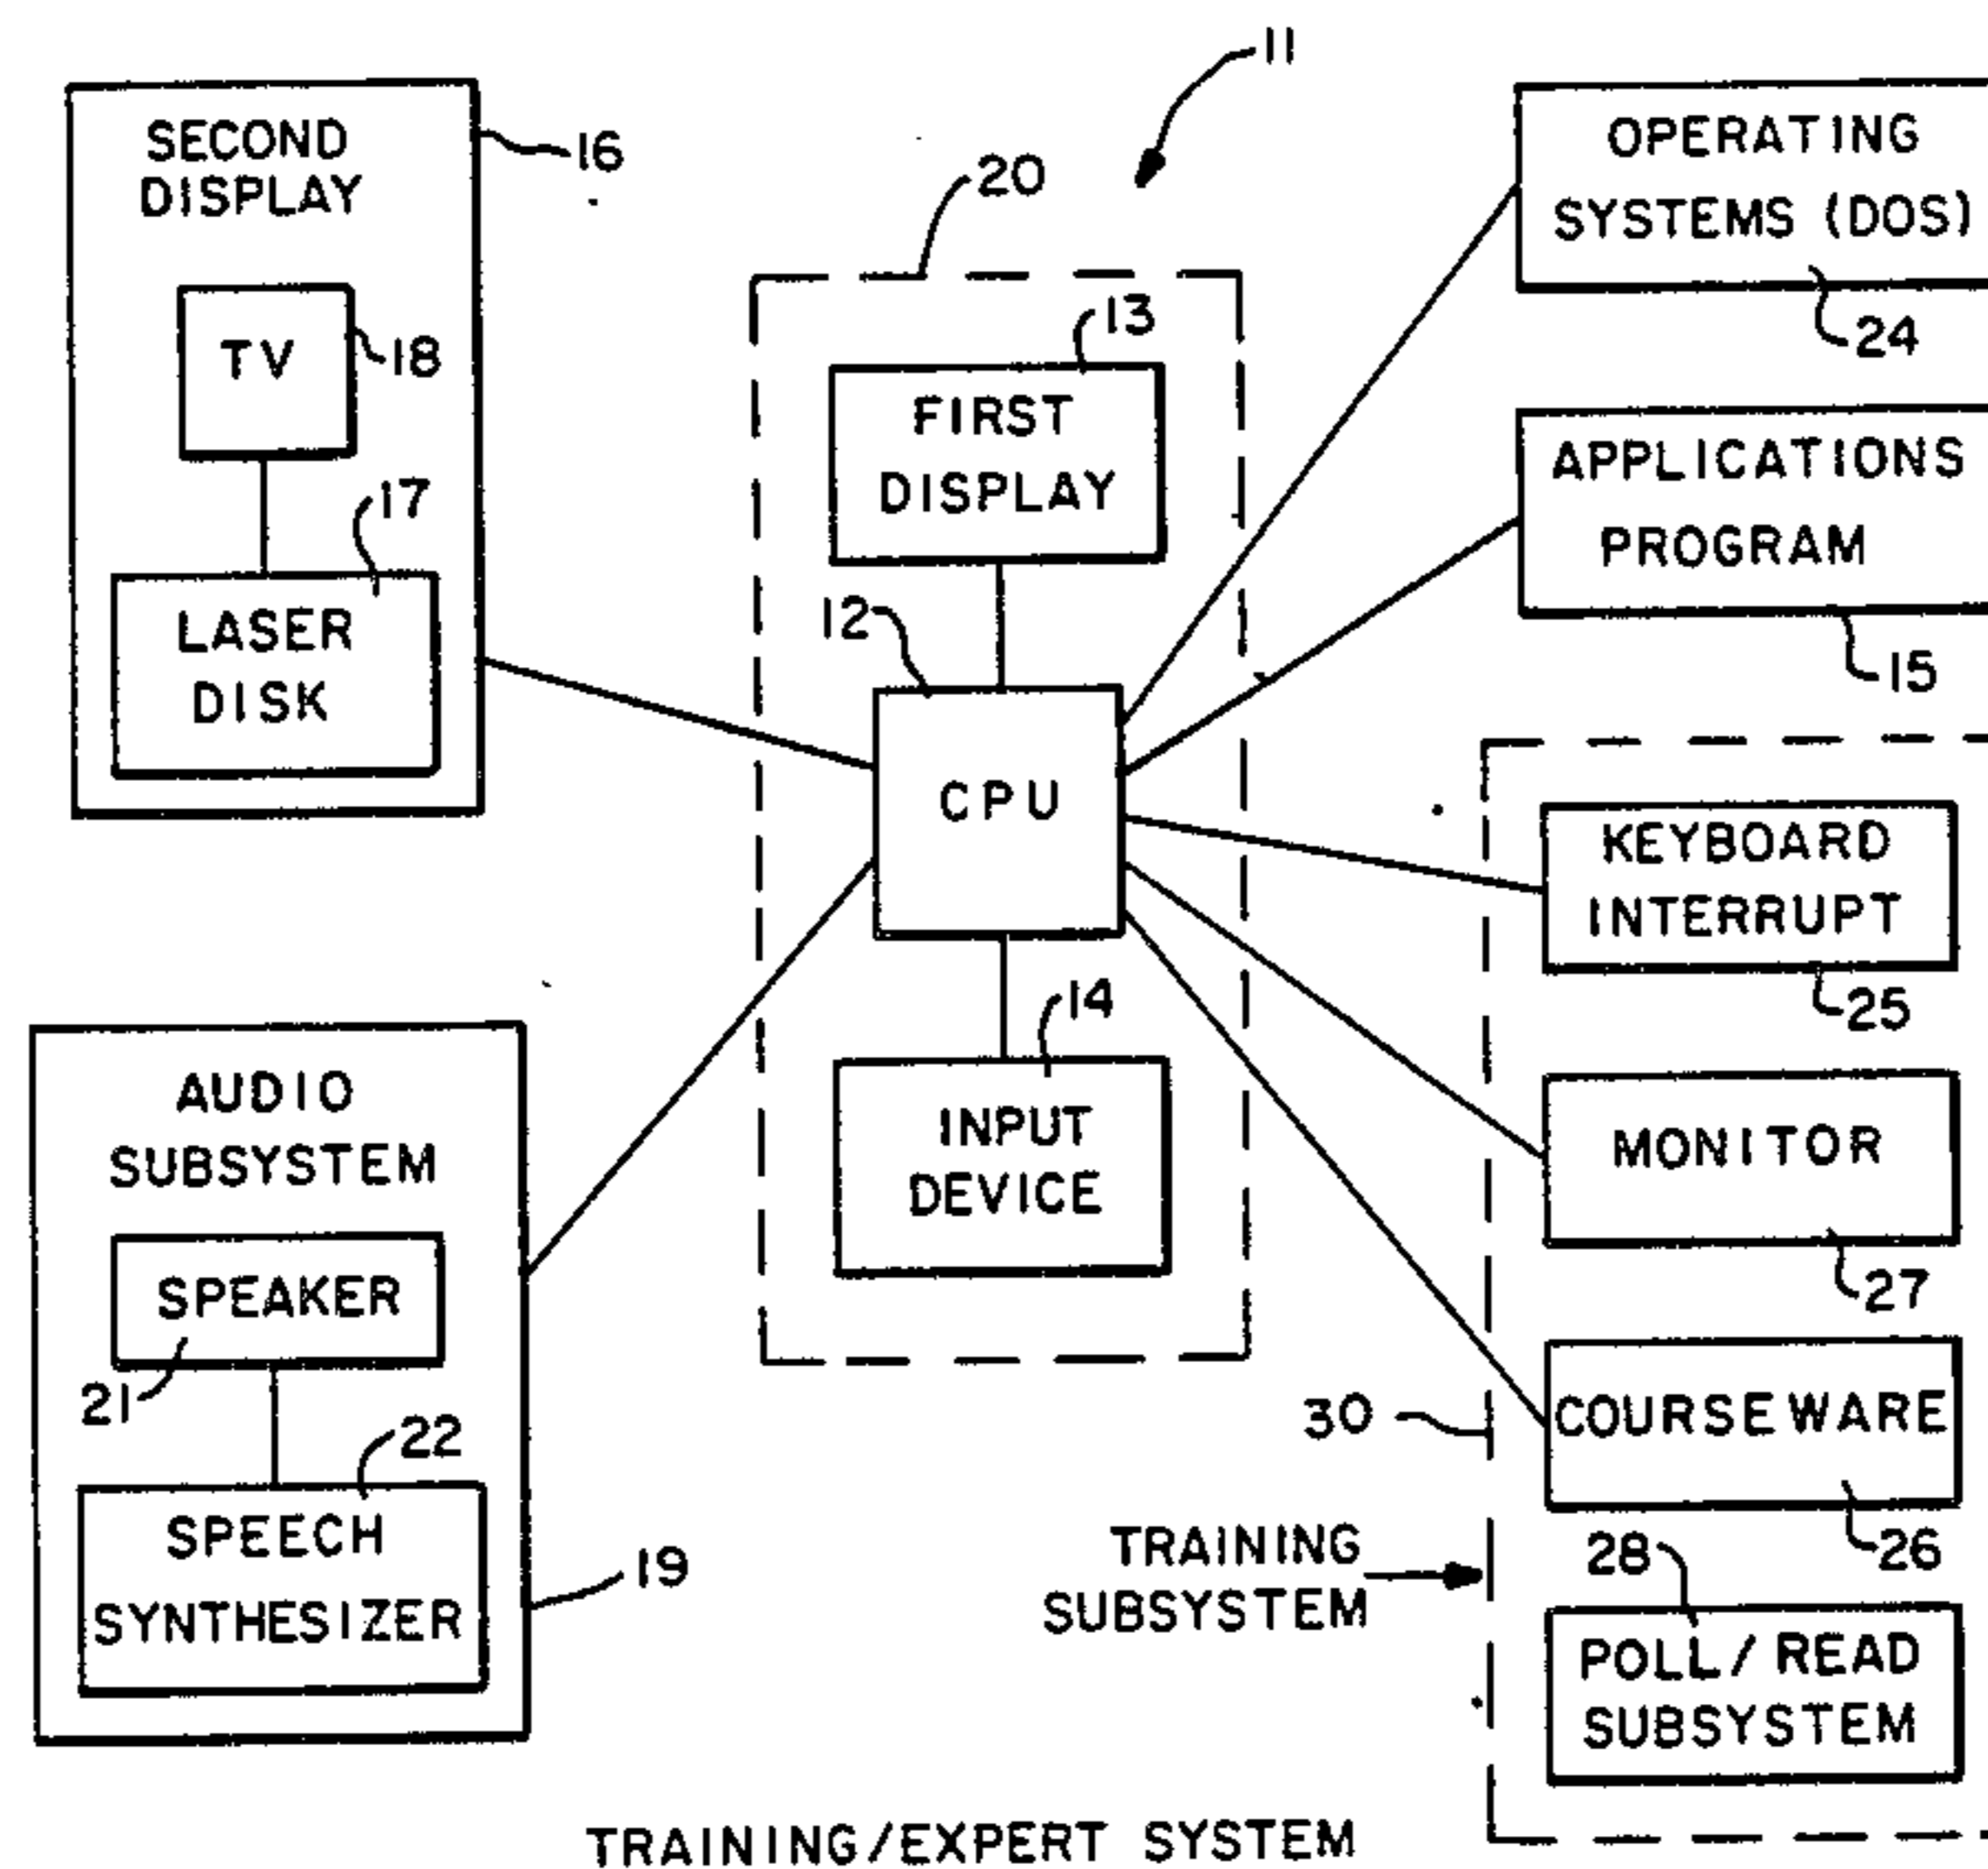 11
SECOND
DISPLAY
16
TV
18
17
LASER
DISK
20
13
FIRST
DISPLAY
12
CPU
14
INPUT
DEVICE
AUDIO
SUBSYSTEM
SPEAKER
21
22
SPEECH
SYNTHESIZER
19
OPERATING
SYSTEMS (DOS)
24
APPLICATIONS
PROGRAM
15
KEYBOARD
INTERRUPT
25
MONITOR
27
30
COURSEWARE
26
TRAINING
SUBSYSTEM
28
POLL/READ
SUBSYSTEM
TRAINING/EXPERT SYSTEM